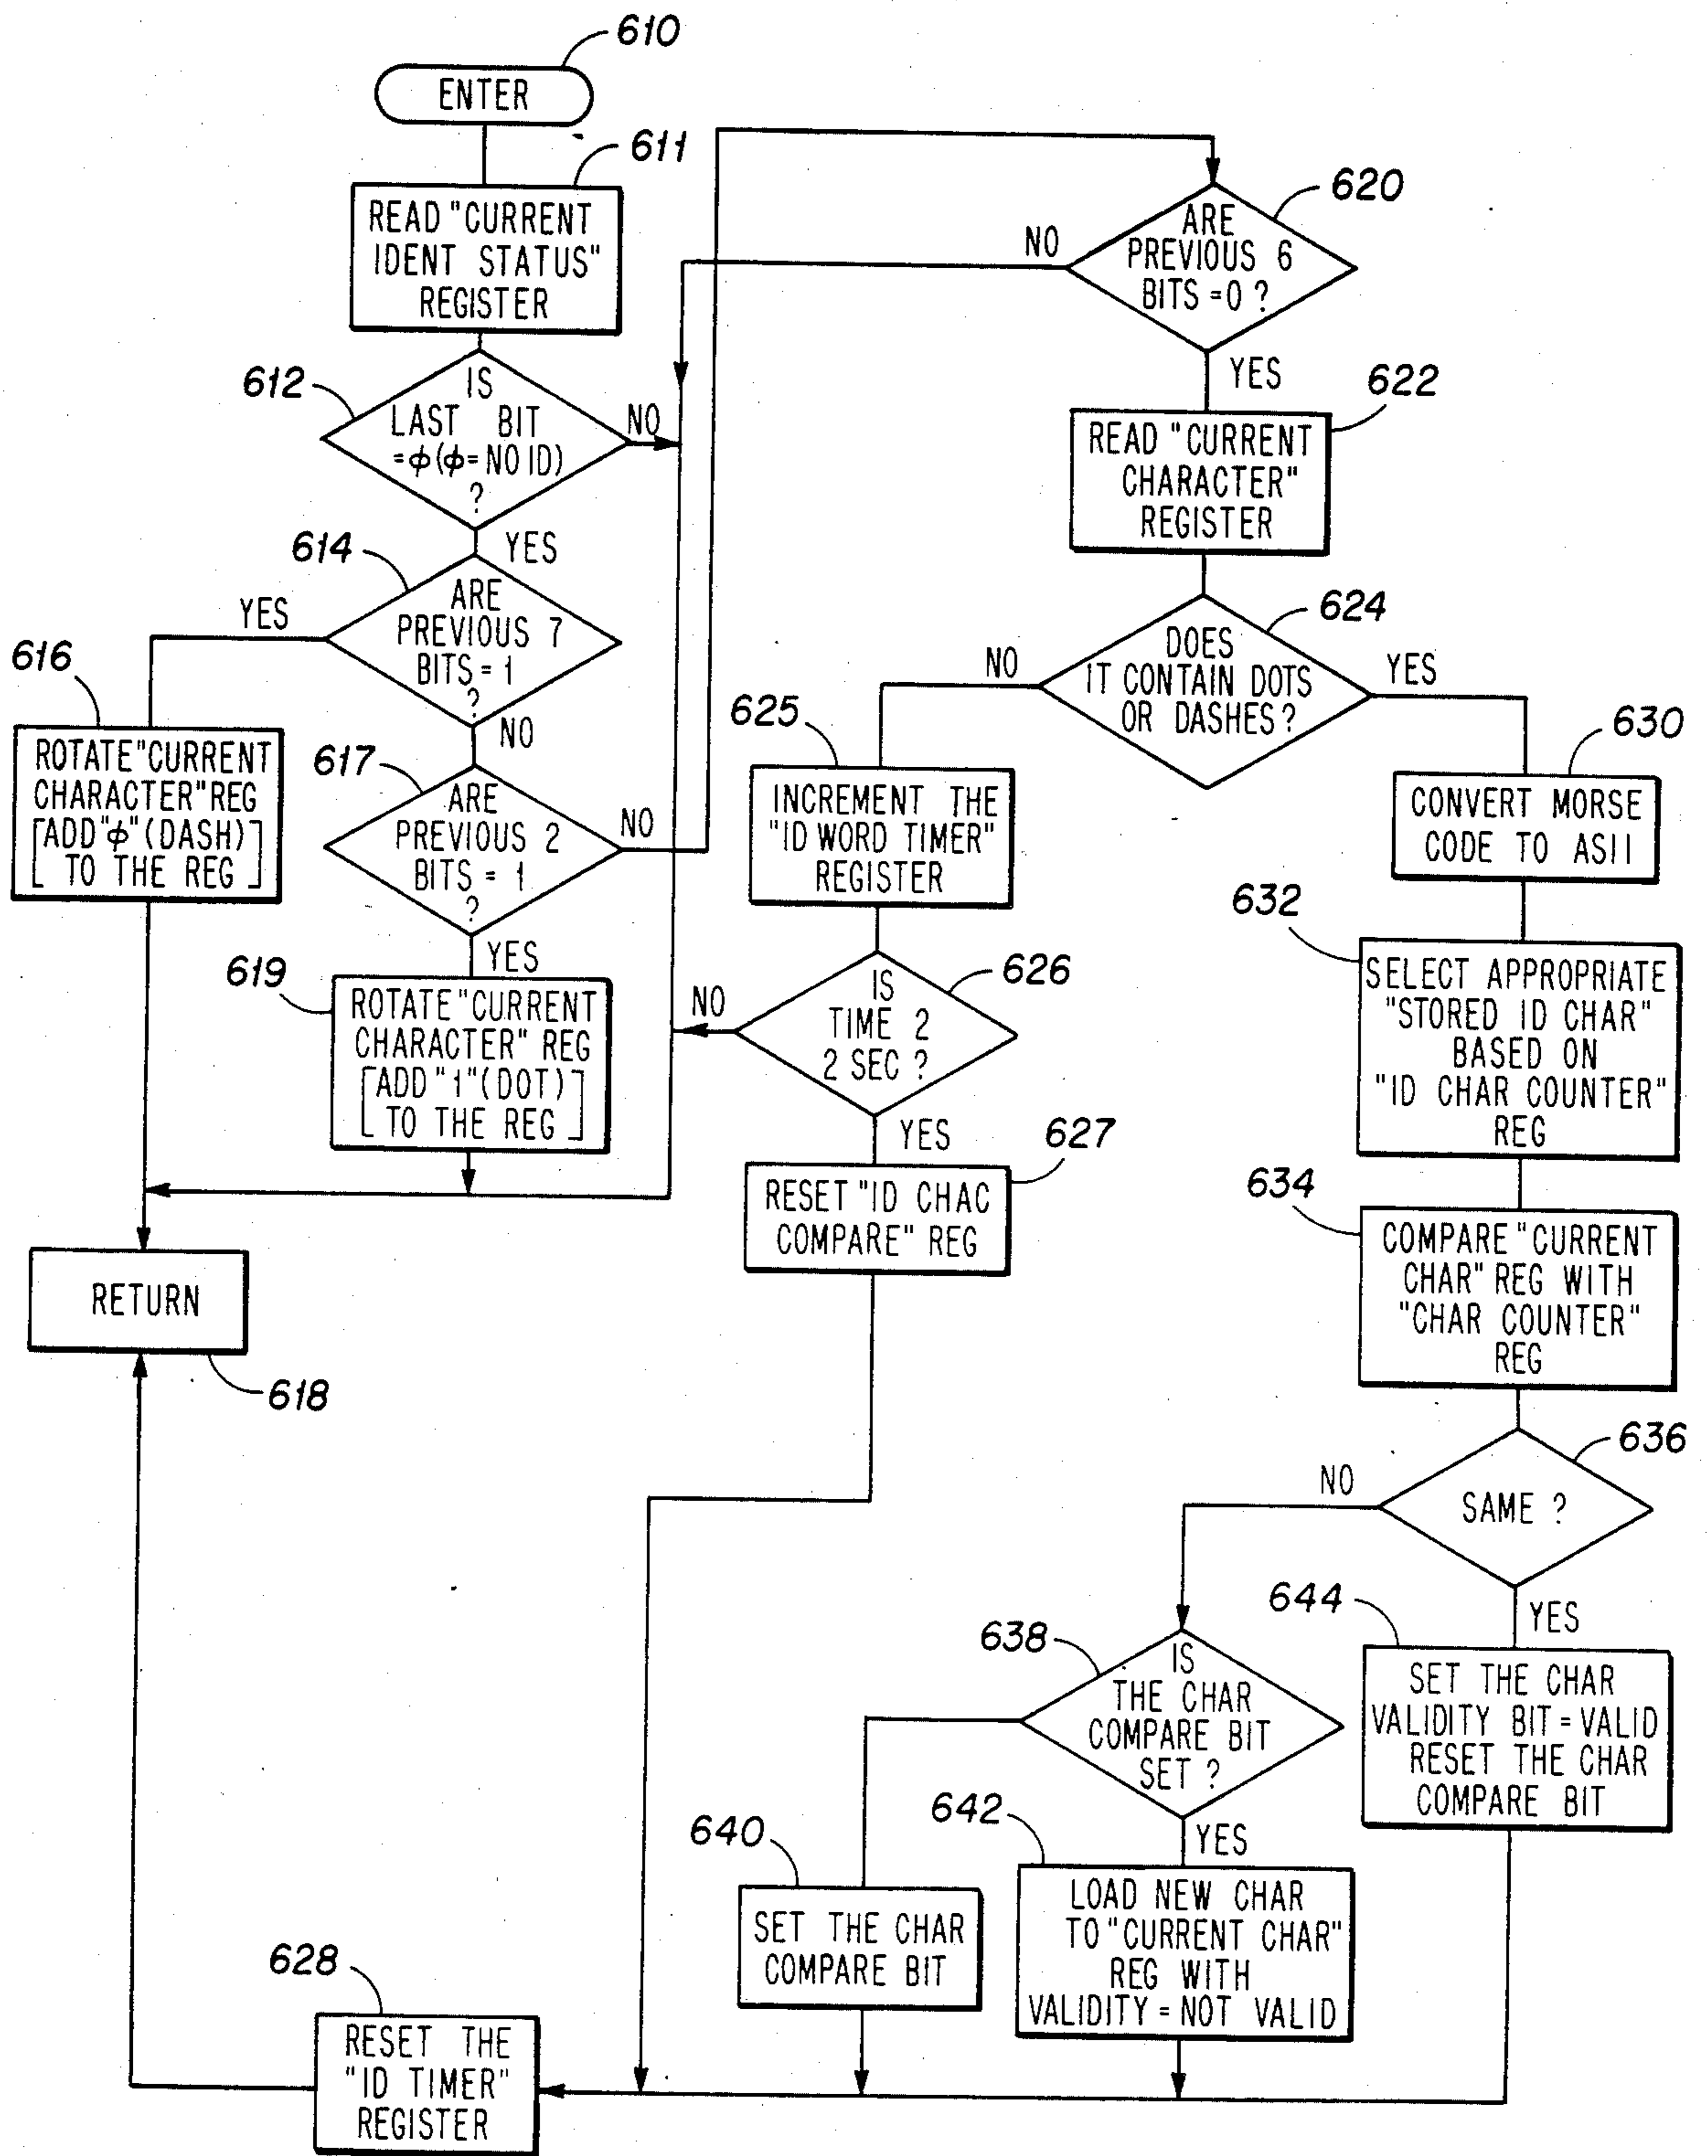 610
ENTER
611
READ "CURRENT
IDENT STATUS"
REGISTER
612
IS
LAST BIT
=ϕ(ϕ=NO ID)
?
NO
YES
614
ARE
PREVIOUS 7
BITS = 1
?
YES
NO
616
ROTATE "CURRENT
CHARACTER" REG
[ADD "ϕ" (DASH)
TO THE REG]
617
ARE
PREVIOUS 2
BITS = 1
?
NO
YES
619
ROTATE "CURRENT
CHARACTER" REG
[ADD "1" (DOT)
TO THE REG]
RETURN
618
620
ARE
PREVIOUS 6
BITS =0 ?
NO
YES
622
READ "CURRENT
CHARACTER"
REGISTER
624
DOES
IT CONTAIN DOTS
OR DASHES ?
NO
YES
625
INCREMENT THE
"ID WORD TIMER"
REGISTER
626
IS
TIME 2
2 SEC ?
NO
YES
627
RESET "ID CHAC
COMPARE" REG
630
CONVERT MORSE
CODE TO ASII
632
SELECT APPROPRIATE
"STORED ID CHAR"
BASED ON
"ID CHAR COUNTER"
REG
634
COMPARE "CURRENT
CHAR" REG WITH
"CHAR COUNTER"
REG
636
SAME ?
NO
YES
638
IS
THE CHAR
COMPARE BIT
SET ?
YES
644
SET THE CHAR
VALIDITY BIT = VALID
RESET THE CHAR
COMPARE BIT
640
SET THE CHAR
COMPARE BIT
642
LOAD NEW CHAR
TO "CURRENT CHAR"
REG WITH
VALIDITY = NOT VALID
628
RESET THE
"ID TIMER"
REGISTER